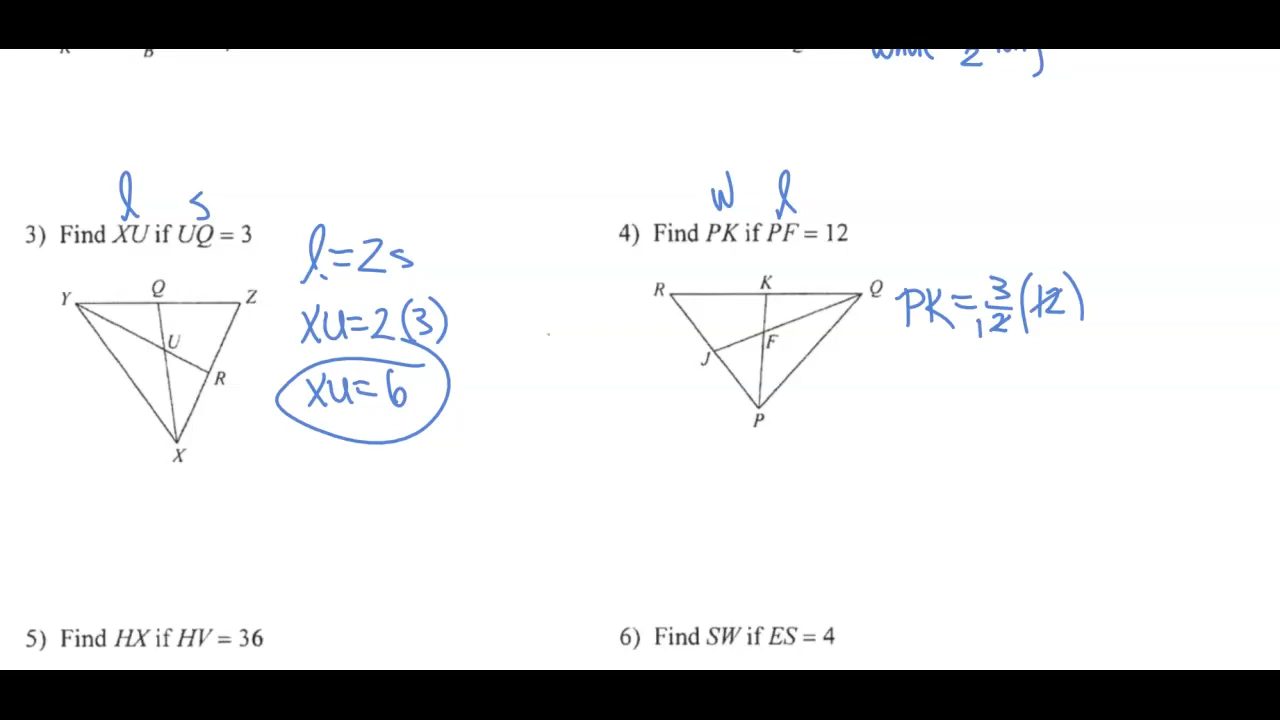 R B
l s
3) Find XU if UQ = 3
l = 2s
XU = 2(3)
XU = 6
Y Q Z
U
R
X
w l
4) Find PK if PF = 12
R K Q
F
J
P
PK = 3/2 (12)
1
5) Find HX if HV = 36
6) Find SW if ES = 4